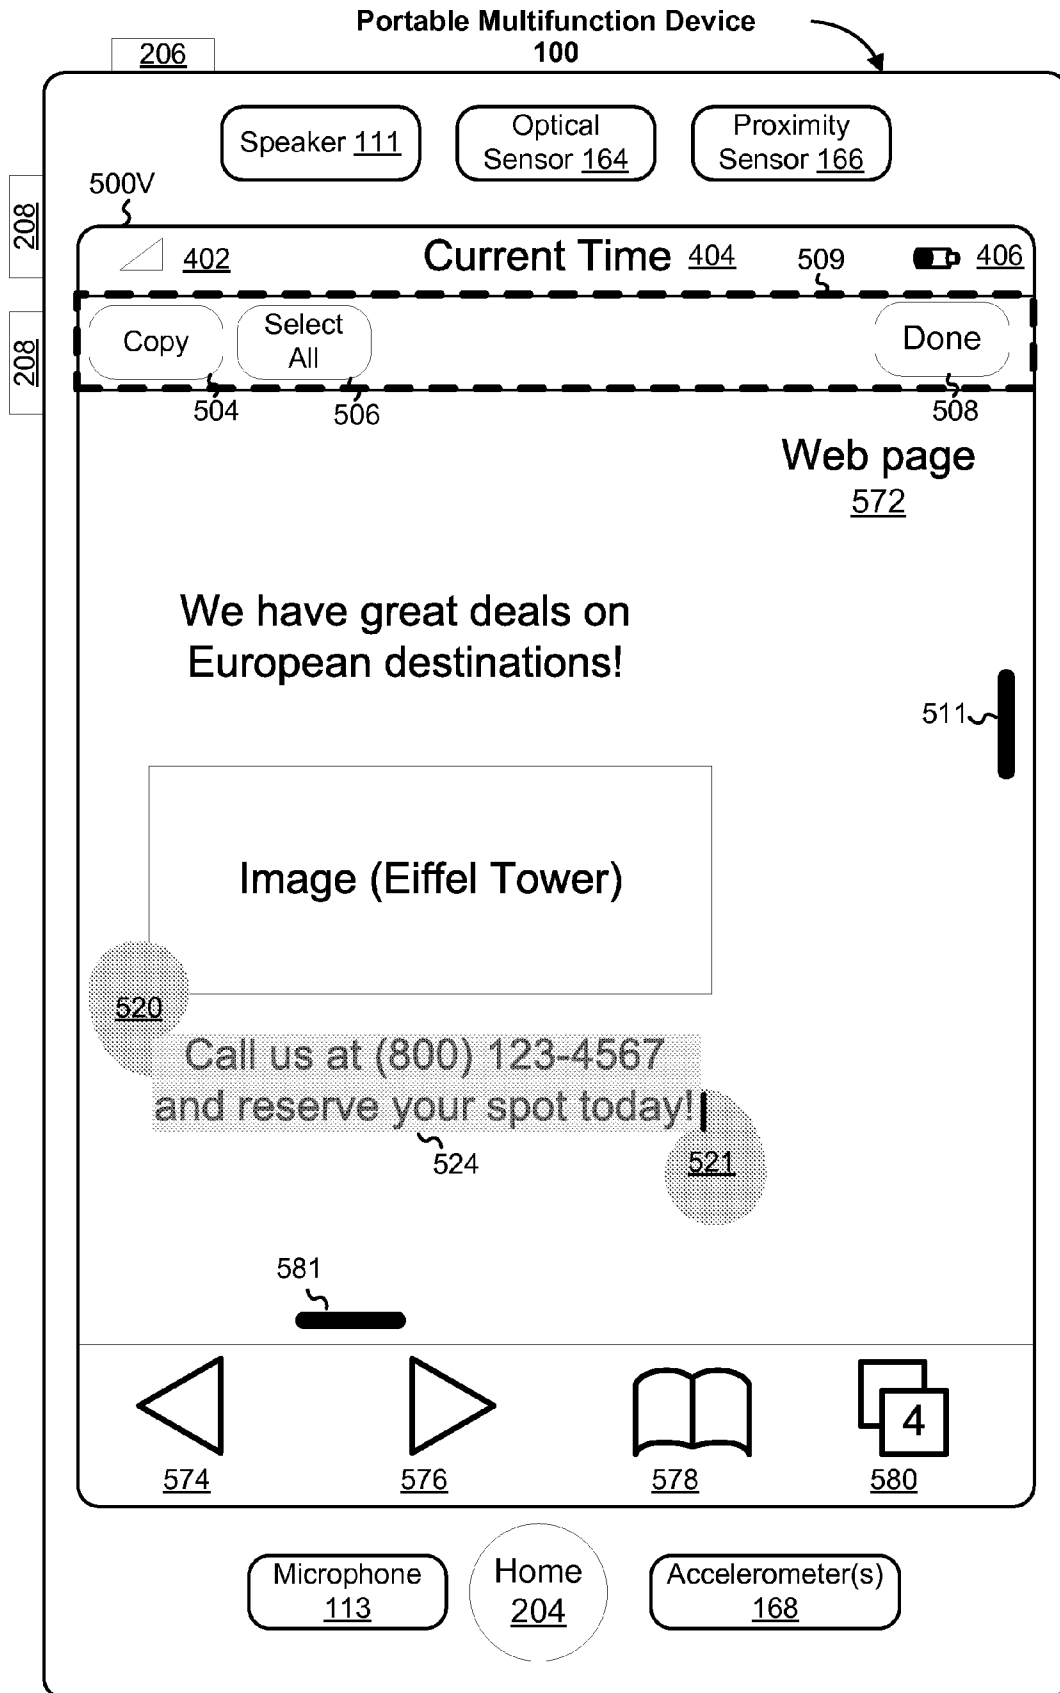 Portable Multifunction Device
100
206
Speaker 111
Optical
Sensor 164
Proximity
Sensor 166
500V
208
402
Current Time 404
509
406
Copy
Select
All
Done
208
504
506
508
Web page
572
We have great deals on
European destinations!
511
Image (Eiffel Tower)
520
Call us at (800) 123-4567
and reserve your spot today!
524
521
581
4
574
576
578
580
Microphone
113
Home
204
Accelerometer(s)
168